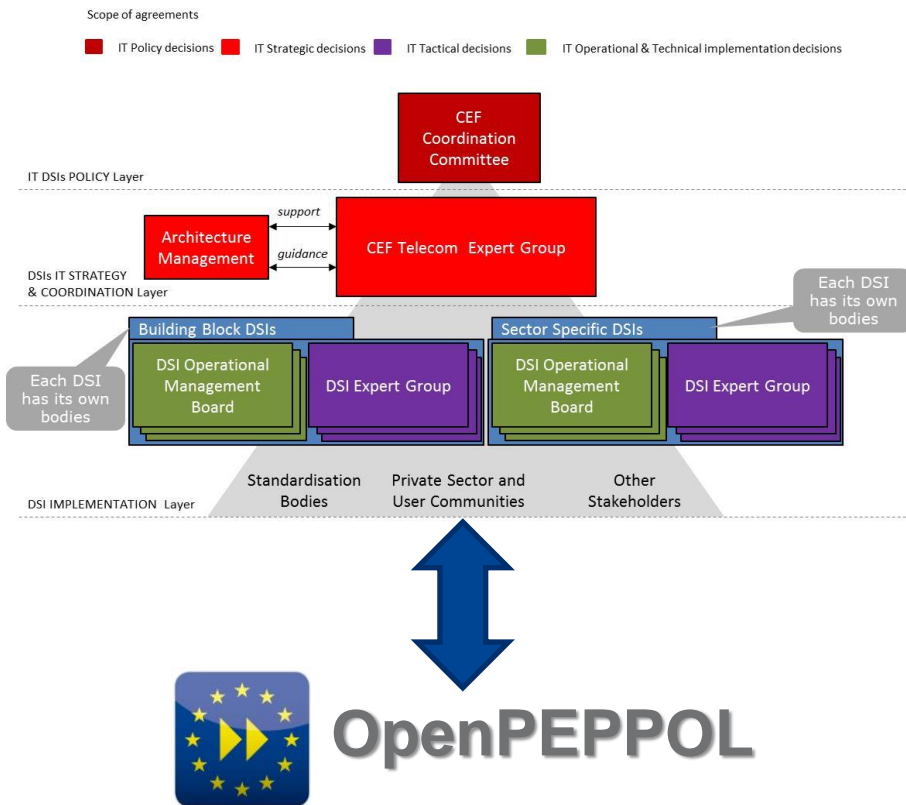 Scope of agreements
IT Policy decisions
IT Strategic decisions
IT Tactical decisions
IT Operational & Technical implementation decisions
CEF
Coordination
Committee
IT DSIs POLICY Layer
Architecture
Management
support
guidance
CEF Telecom Expert Group
DSIs IT STRATEGY
& COORDINATION Layer
Each DSI
has its own
bodies
Building Block DSIs
Sector Specific DSIs
Each DSI
has its own
bodies
DSI Operational
Management
Board
DSI Expert Group
DSI Operational
Management
Board
DSI Expert Group
Standardisation
Bodies
Private Sector and
User Communities
Other
Stakeholders
DSI IMPLEMENTATION Layer
OpenPEPPOL